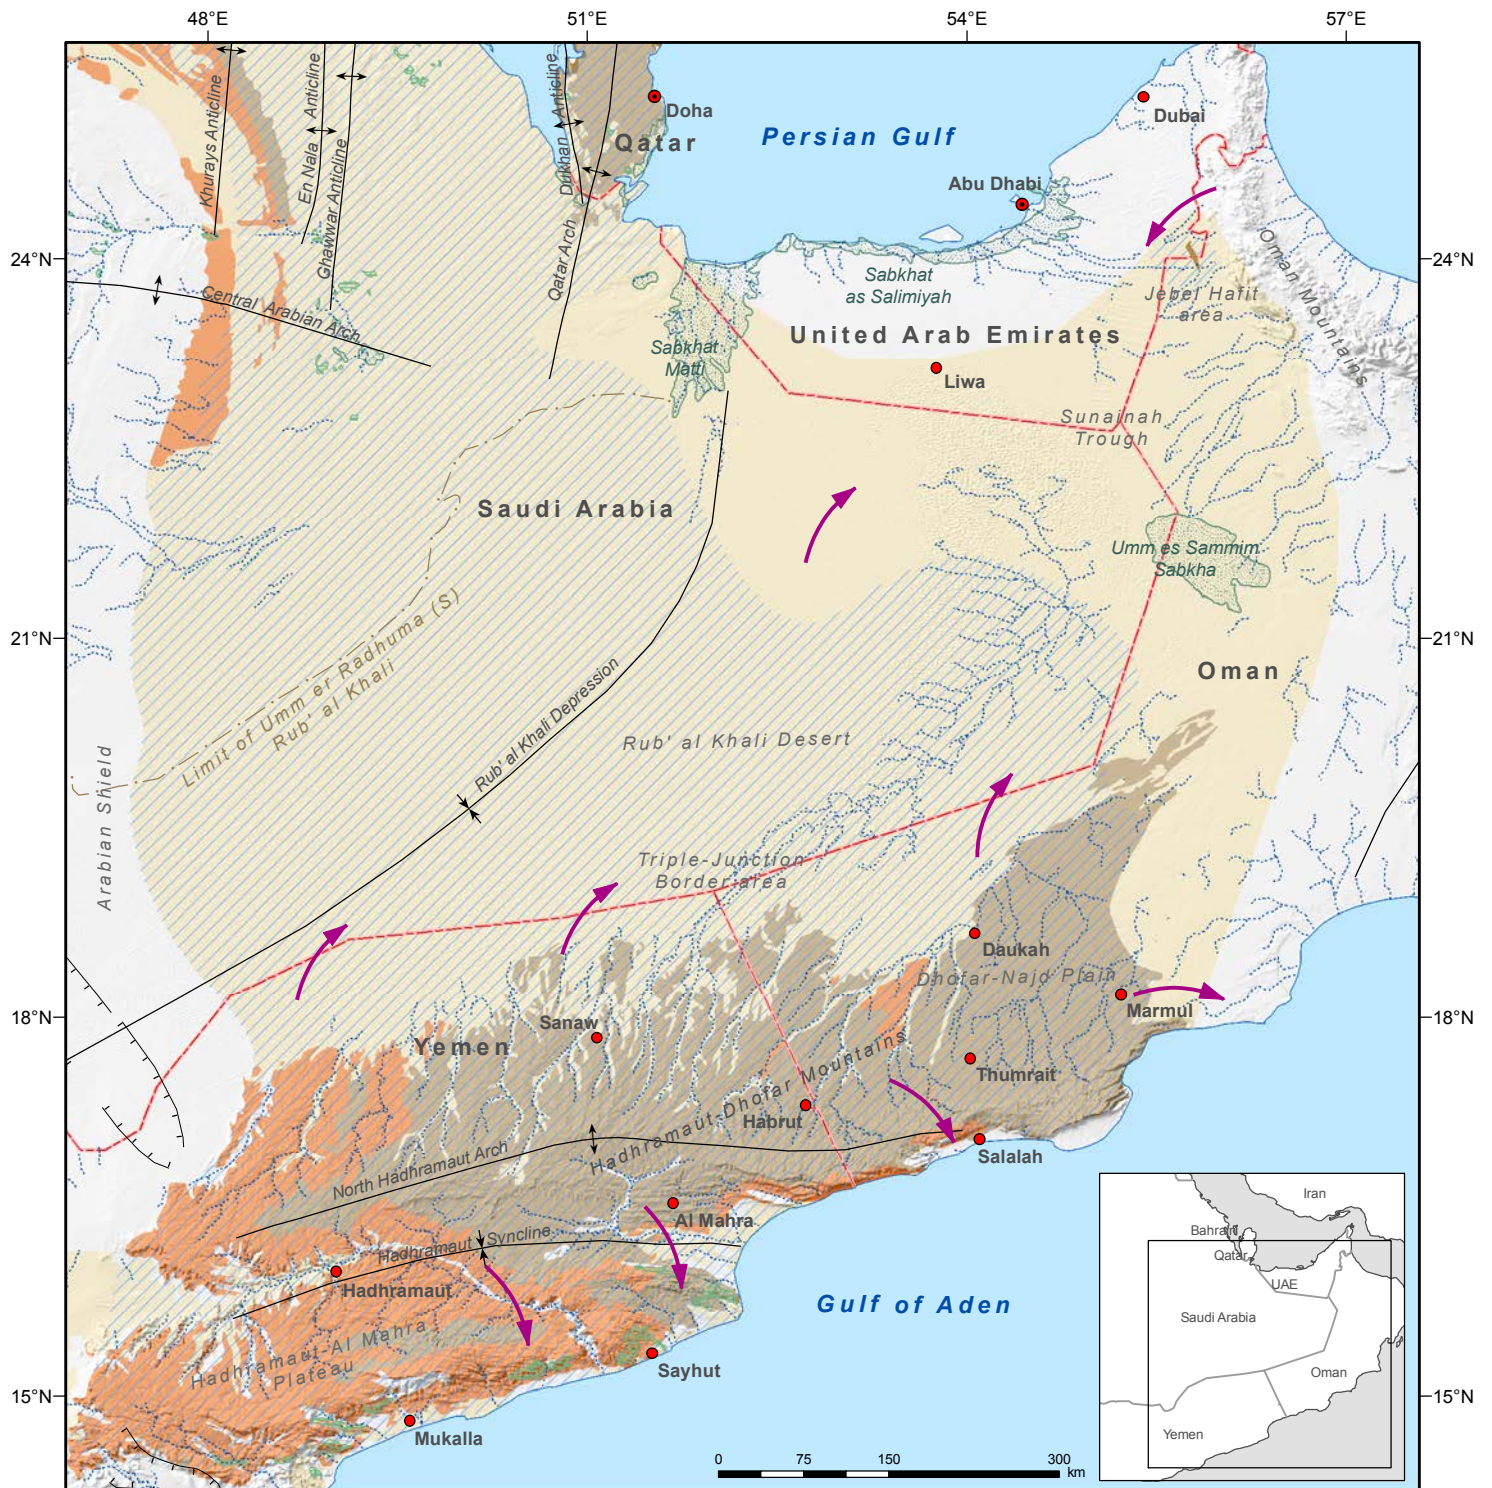 48°E
51°E
54°E
57°E
24°N
21°N
18°N
15°N
24°N
21°N
18°N
15°N
Khurays Anticline
En Nala Anticline
Ghawwar Anticline
Dukhan Anticline
Qatar Arch
Central Arabian Arch
Doha
Qatar
Persian Gulf
Dubai
Abu Dhabi
Sabkhat
as Salimiyah
Jebel Hafit
area
Oman Mountains
United Arab Emirates
Sabkhat
Matti
Liwa
Sunainah
Trough
Saudi Arabia
Umm es Sammim
Sabkha
Limit of Umm er Radhuma (S)
Rub' al Khali
Rub' al Khali Depression
Oman
Rub' al Khali Desert
Arabian Shield
Triple-Junction
Border area
Daukah
Dhofar-Najd Plain
Marmul
Sanaw
Yemen
Thumrait
Hadhramaut-Dhofar Mountains
Habrut
North Hadhramaut Arch
Salalah
Al Mahra
Hadhramaut Syncline
Hadhramaut
Hadhramaut-Al Mahra
Plateau
Gulf of Aden
Sayhut
Mukalla
0 75 150 300
km
Iran
Bahrain
Qatar
UAE
Saudi Arabia
Oman
Yemen